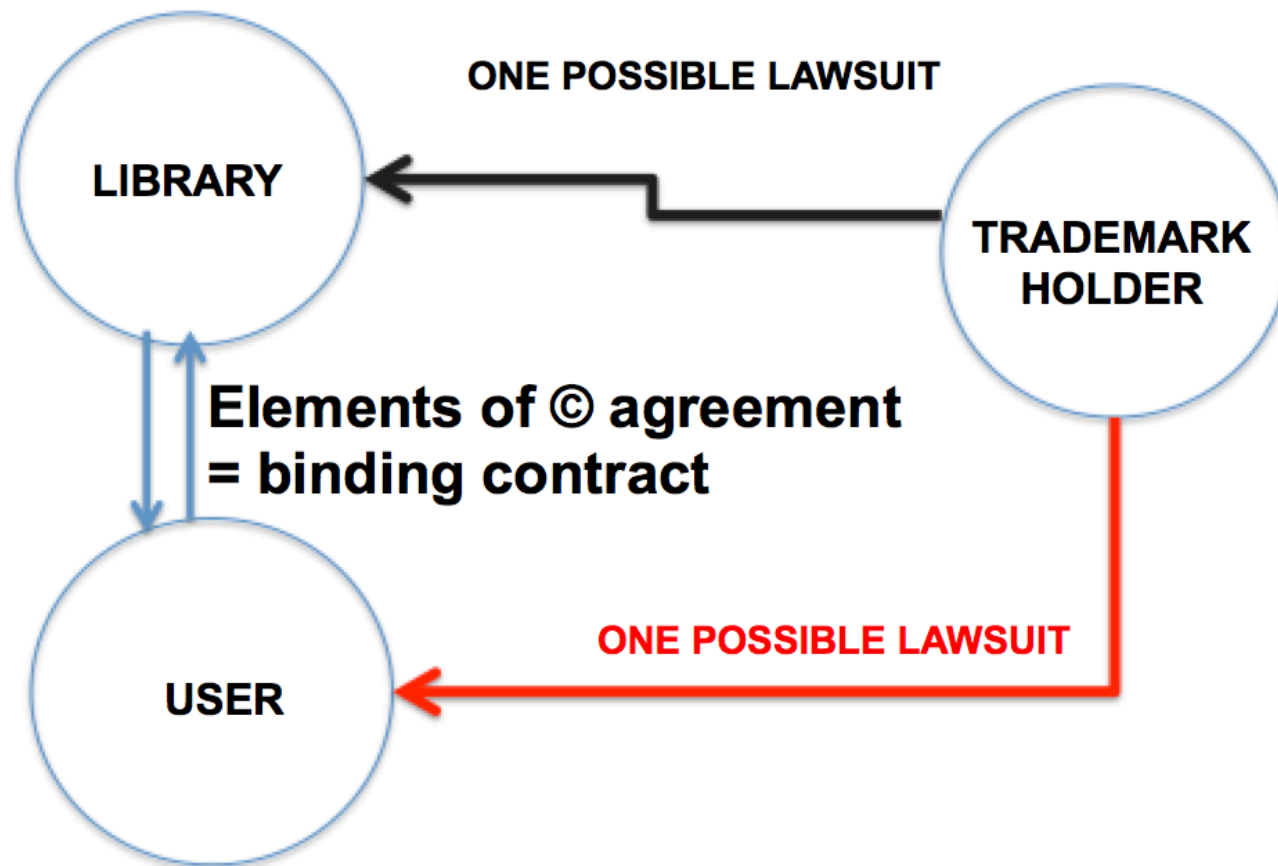 ONE POSSIBLE LAWSUIT
LIBRARY
TRADEMARK
HOLDER
Elements of © agreement
= binding contract
ONE POSSIBLE LAWSUIT
USER